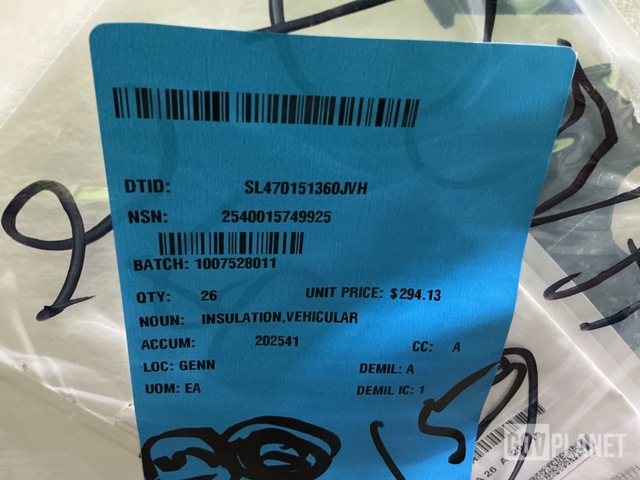 DTID: SL470151360JVH
NSN: 2540015749925
BATCH: 1007528011
QTY: 26 UNIT PRICE: $294.13
NOUN: INSULATION,VEHICULAR
ACCUM: 202541 CC: A
LOC: GENN DEMIL: A
UOM: EA DEMIL IC: 1
GOVPLANET